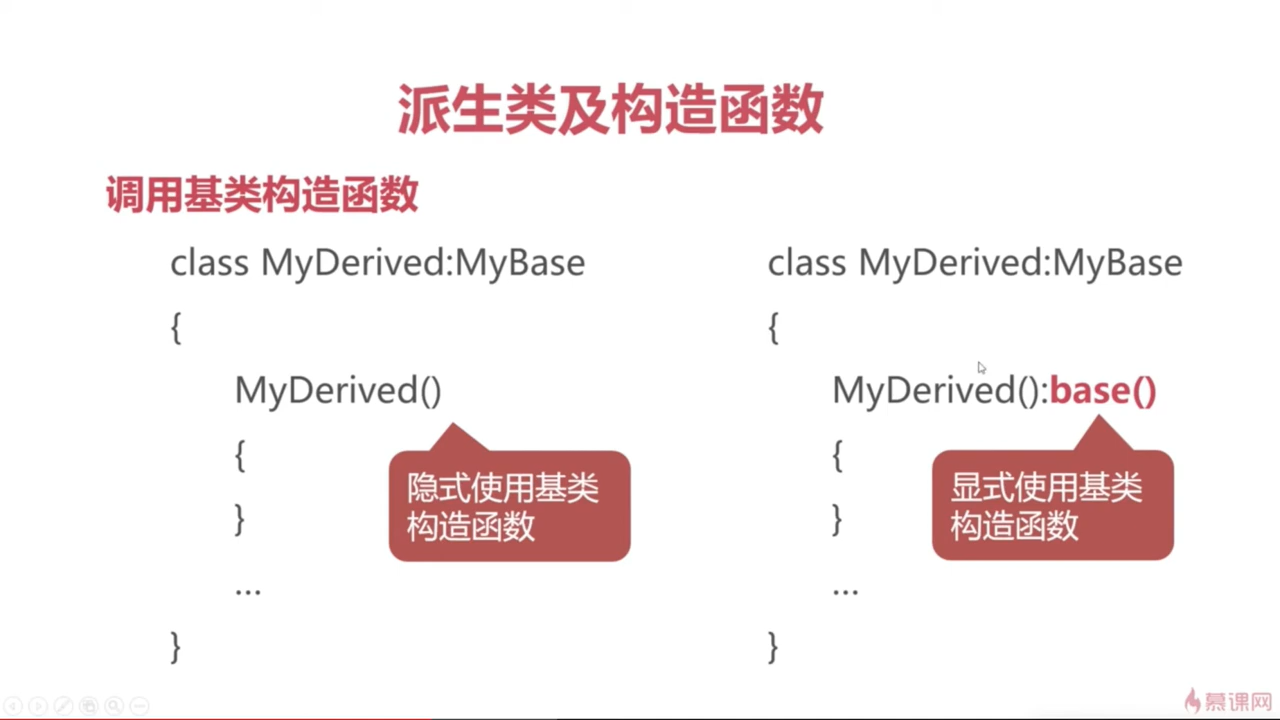 派生类及构造函数
调用基类构造函数
class MyDerived:MyBase
{
MyDerived()
{
}
...
}
隐式使用基类
构造函数
class MyDerived:MyBase
{
MyDerived():base()
{
}
...
}
显式使用基类
构造函数
慕课网